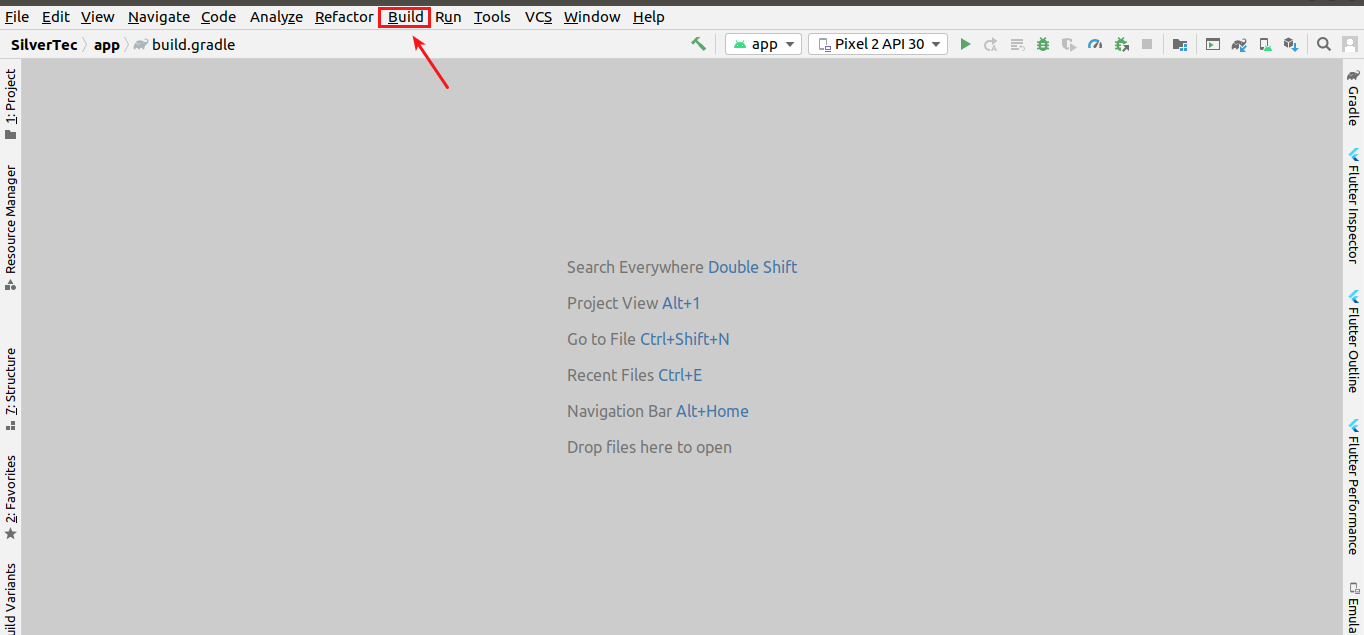 File Edit View Navigate Code Analyze Refactor Build Run Tools VCS Window Help
SilverTec app build.gradle app Pixel 2 API 30
1: Project
Resource Manager
7: Structure
2: Favorites
uild Variants
Search Everywhere Double Shift
Project View Alt+1
Go to File Ctrl+Shift+N
Recent Files Ctrl+E
Navigation Bar Alt+Home
Drop files here to open
Gradle
Flutter Inspector
Flutter Outline
Flutter Performance
Emula